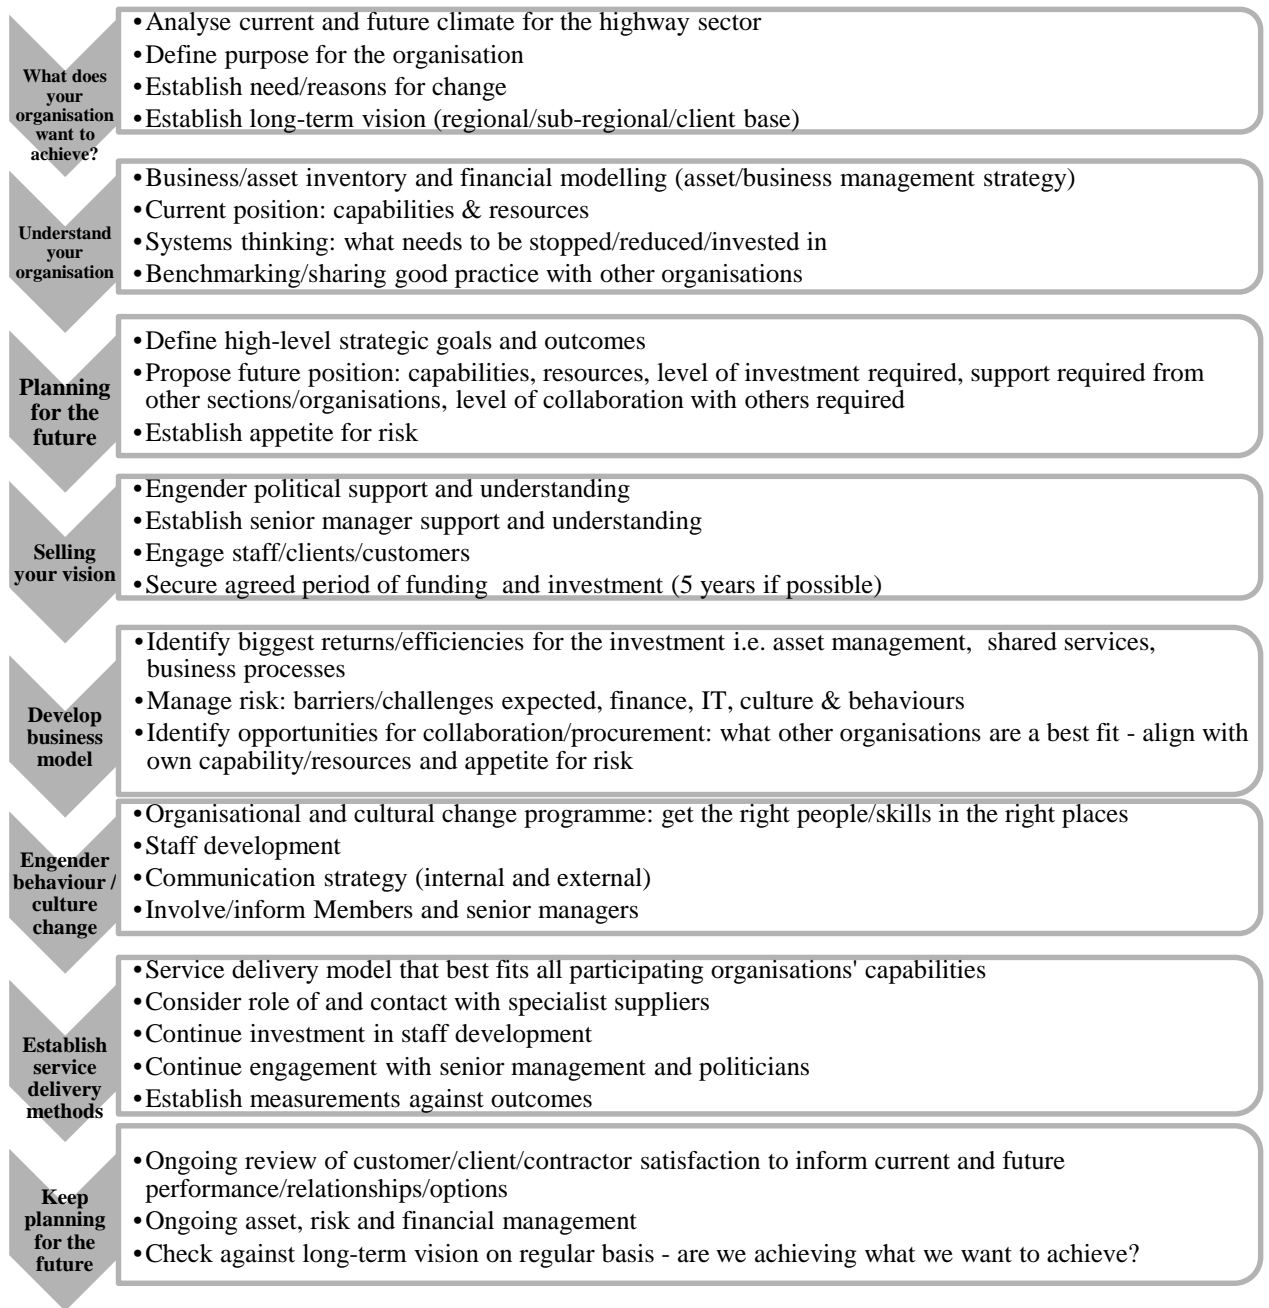 What does
your
organisation
want to
achieve?
•Analyse current and future climate for the highway sector
•Define purpose for the organisation
•Establish need/reasons for change
•Establish long-term vision (regional/sub-regional/client base)
Understand
your
organisation
•Business/asset inventory and financial modelling (asset/business management strategy)
•Current position: capabilities & resources
•Systems thinking: what needs to be stopped/reduced/invested in
•Benchmarking/sharing good practice with other organisations
Planning
for the
future
•Define high-level strategic goals and outcomes
•Propose future position: capabilities, resources, level of investment required, support required from
other sections/organisations, level of collaboration with others required
•Establish appetite for risk
Selling
your vision
•Engender political support and understanding
•Establish senior manager support and understanding
•Engage staff/clients/customers
•Secure agreed period of funding  and investment (5 years if possible)
Develop
business
model
•Identify biggest returns/efficiencies for the investment i.e. asset management,  shared services,
business processes
•Manage risk: barriers/challenges expected, finance, IT, culture & behaviours
•Identify opportunities for collaboration/procurement: what other organisations are a best fit - align with
own capability/resources and appetite for risk
Engender
behaviour /
culture
change
•Organisational and cultural change programme: get the right people/skills in the right places
•Staff development
•Communication strategy (internal and external)
•Involve/inform Members and senior managers
Establish
service
delivery
methods
•Service delivery model that best fits all participating organisations' capabilities
•Consider role of and contact with specialist suppliers
•Continue investment in staff development
•Continue engagement with senior management and politicians
•Establish measurements against outcomes
Keep
planning
for the
future
•Ongoing review of customer/client/contractor satisfaction to inform current and future
performance/relationships/options
•Ongoing asset, risk and financial management
•Check against long-term vision on regular basis - are we achieving what we want to achieve?